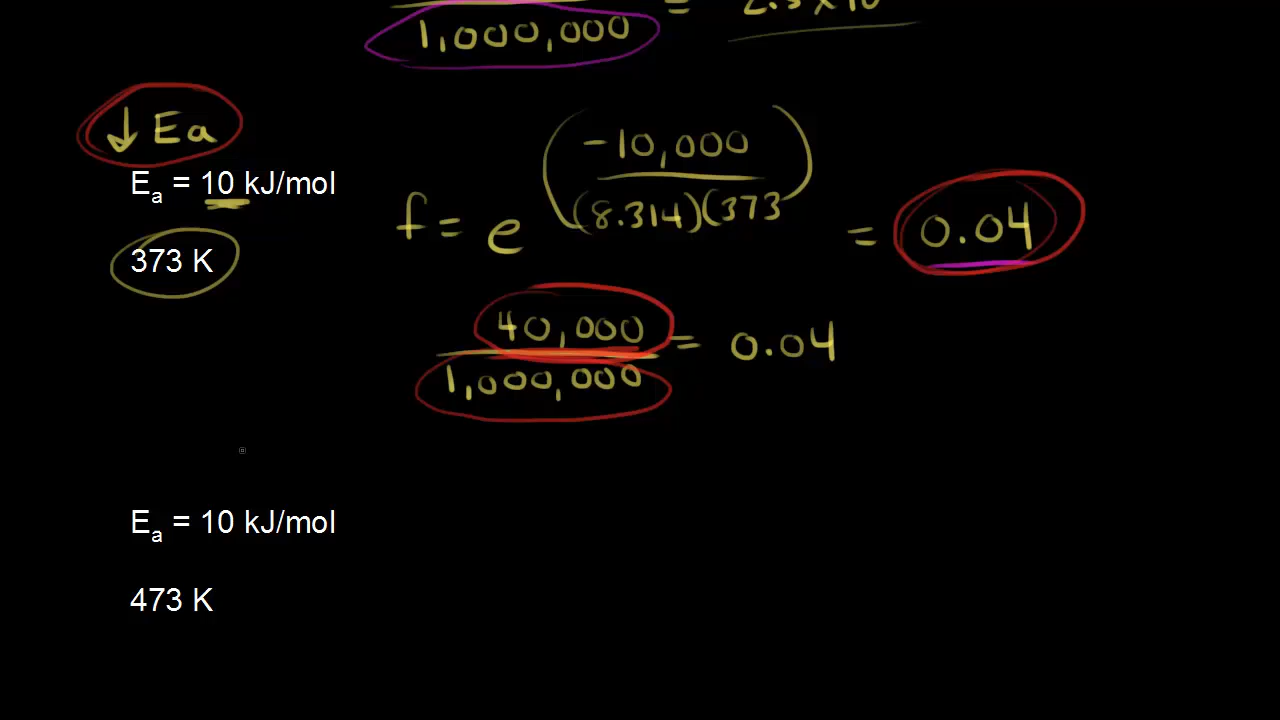 1,000,000 =
↓ Ea
Ea = 10 kJ/mol
373 K
f = e (-10,000 / (8.314)(373) = 0.04
40,000 / 1,000,000 = 0.04
Ea = 10 kJ/mol
473 K